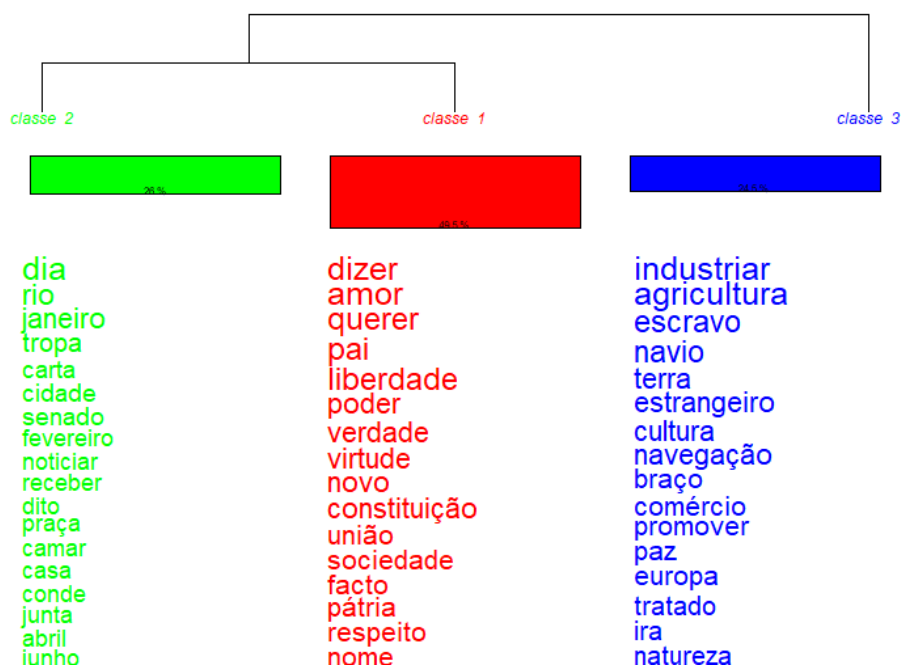 classe 2
classe 1
classe 3
26 %
49.5 %
24.5 %
dia
rio
janeiro
tropa
carta
cidade
senado
fevereiro
noticiar
receber
dito
praça
camar
casa
conde
junta
abril
junho
dizer
amor
querer
pai
liberdade
poder
verdade
virtude
novo
constituição
união
sociedade
facto
pátria
respeito
nome
industriar
agricultura
escravo
navio
terra
estrangeiro
cultura
navegação
braço
comércio
promover
paz
europa
tratado
ira
natureza